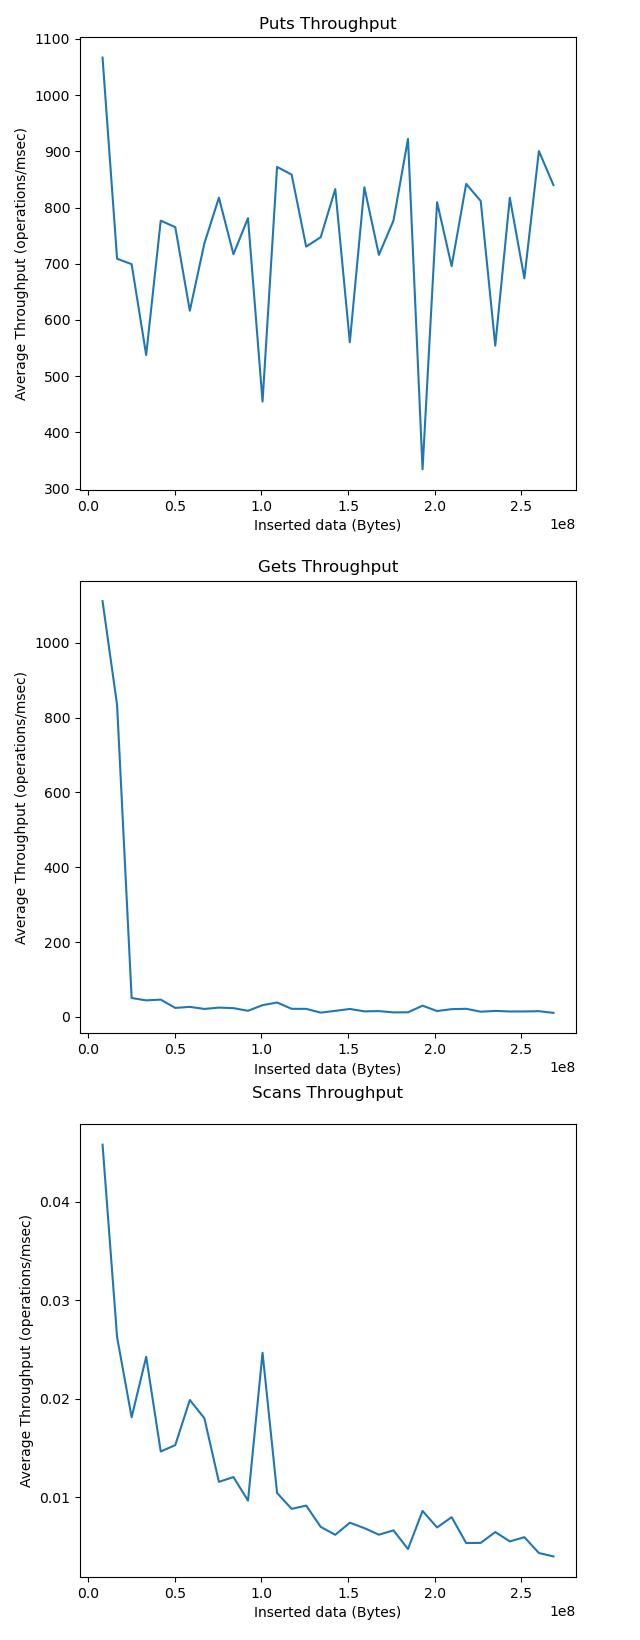 Puts Throughput
1100
1000
900
800
700
600
500
400
300
Average Throughput (operations/msec)
0.0 0.5 1.0 1.5 2.0 2.5
1e8
Inserted data (Bytes)
Gets Throughput
1000
800
600
400
200
0
Average Throughput (operations/msec)
0.0 0.5 1.0 1.5 2.0 2.5
1e8
Inserted data (Bytes)
Scans Throughput
0.04
0.03
0.02
0.01
Average Throughput (operations/msec)
0.0 0.5 1.0 1.5 2.0 2.5
1e8
Inserted data (Bytes)